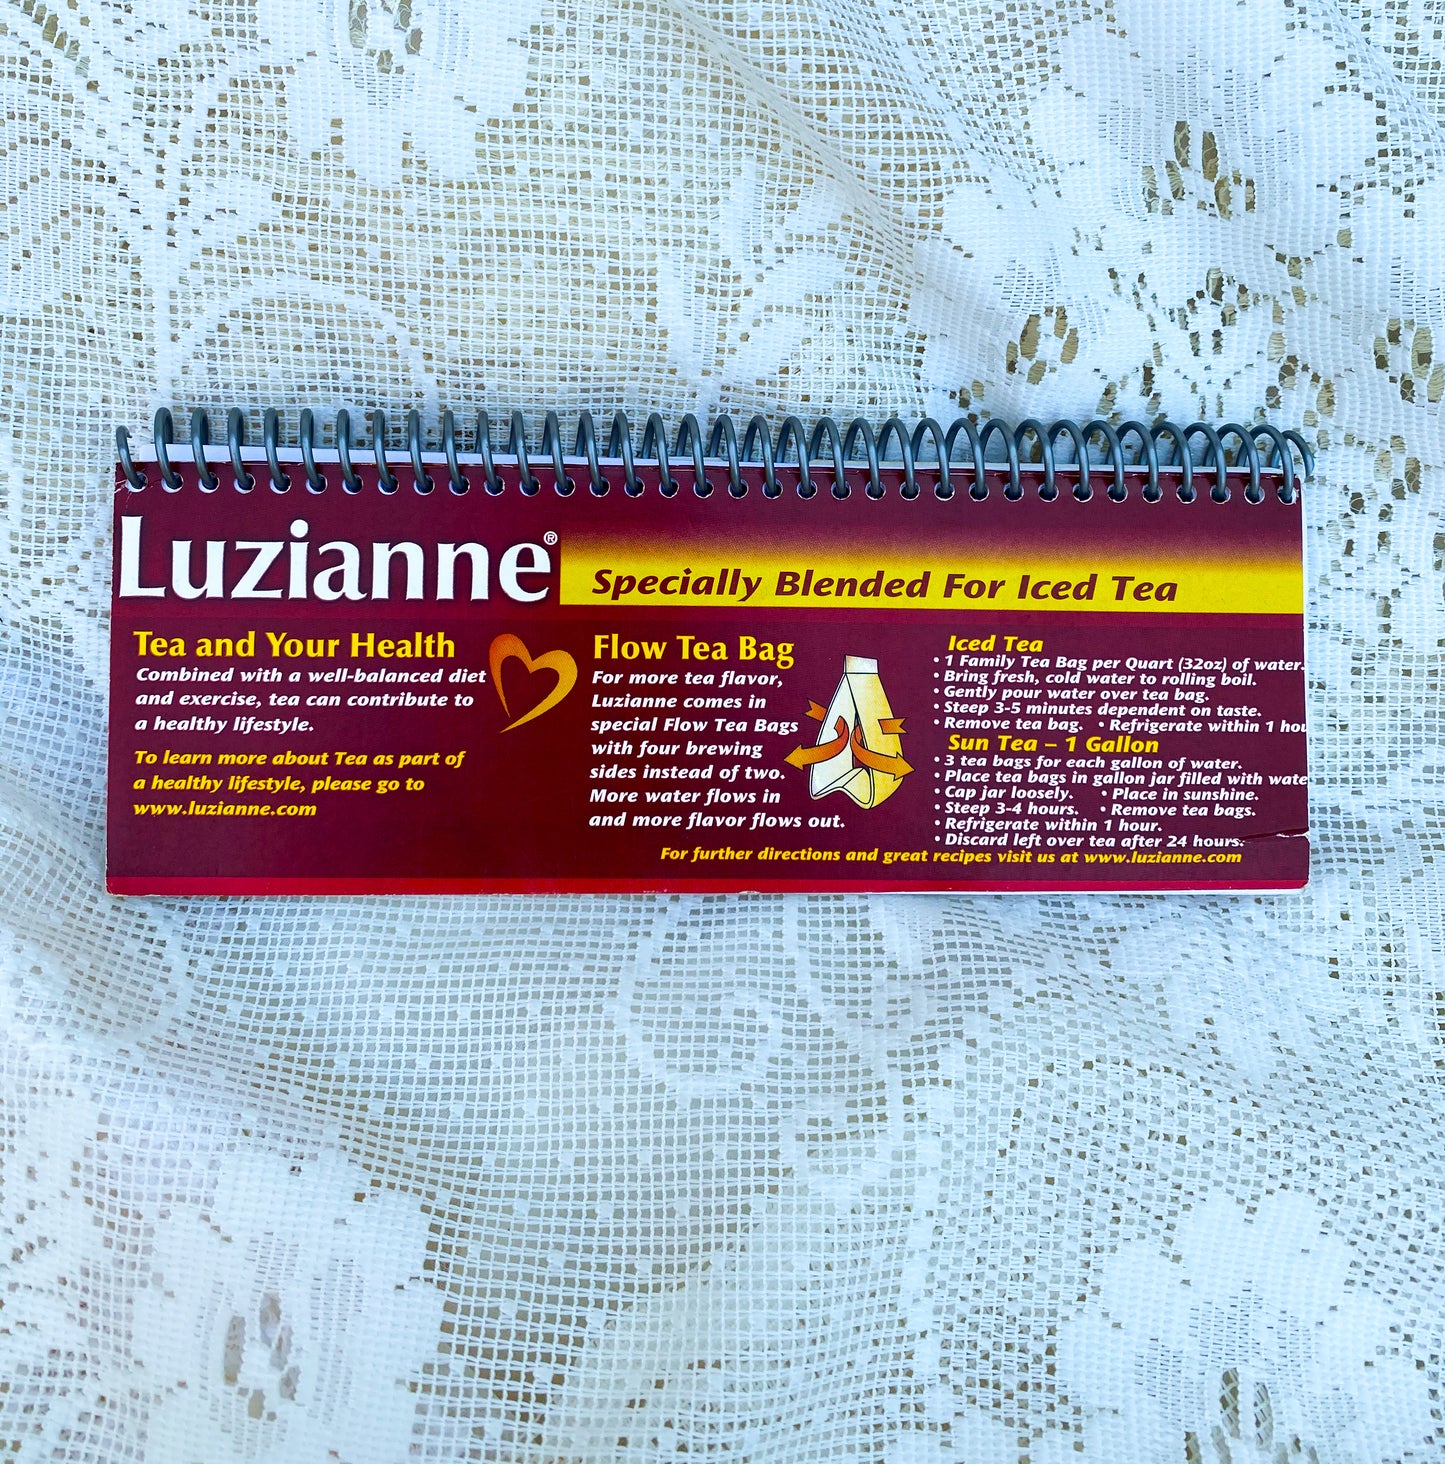 Luzianne®
Specially Blended For Iced Tea
Tea and Your Health
Combined with a well-balanced diet
and exercise, tea can contribute to
a healthy lifestyle.
To learn more about Tea as part of
a healthy lifestyle, please go to
www.luzianne.com
Flow Tea Bag
For more tea flavor,
Luzianne comes in
special Flow Tea Bags
with four brewing
sides instead of two.
More water flows in
and more flavor flows out.
Iced Tea
• 1 Family Tea Bag per Quart (32oz) of water.
• Bring fresh, cold water to rolling boil.
• Gently pour water over tea bag.
• Steep 3-5 minutes dependent on taste.
• Remove tea bag. • Refrigerate within 1 hou
Sun Tea – 1 Gallon
• 3 tea bags for each gallon of water.
• Place tea bags in gallon jar filled with wate
• Cap jar loosely. • Place in sunshine.
• Steep 3-4 hours. • Remove tea bags.
• Refrigerate within 1 hour.
• Discard left over tea after 24 hours.
For further directions and great recipes visit us at www.luzianne.com